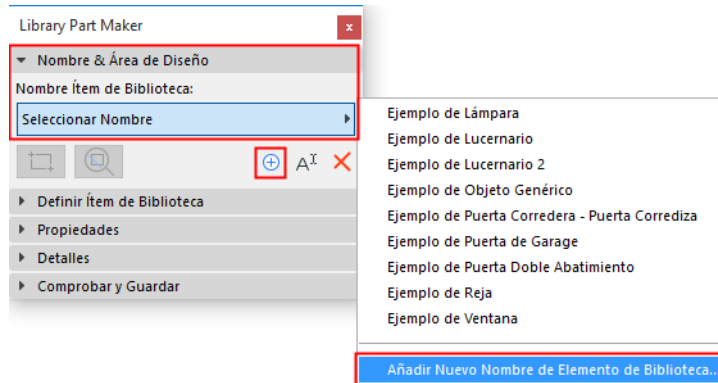 Library Part Maker
x
Nombre & Área de Diseño
Nombre Ítem de Biblioteca:
Seleccionar Nombre
Definir Ítem de Biblioteca
Propiedades
Detalles
Comprobar y Guardar
Ejemplo de Lámpara
Ejemplo de Lucernario
Ejemplo de Lucernario 2
Ejemplo de Objeto Genérico
Ejemplo de Puerta Corredera - Puerta Corrediza
Ejemplo de Puerta de Garage
Ejemplo de Puerta Doble Abatimiento
Ejemplo de Reja
Ejemplo de Ventana
Añadir Nuevo Nombre de Elemento de Biblioteca...